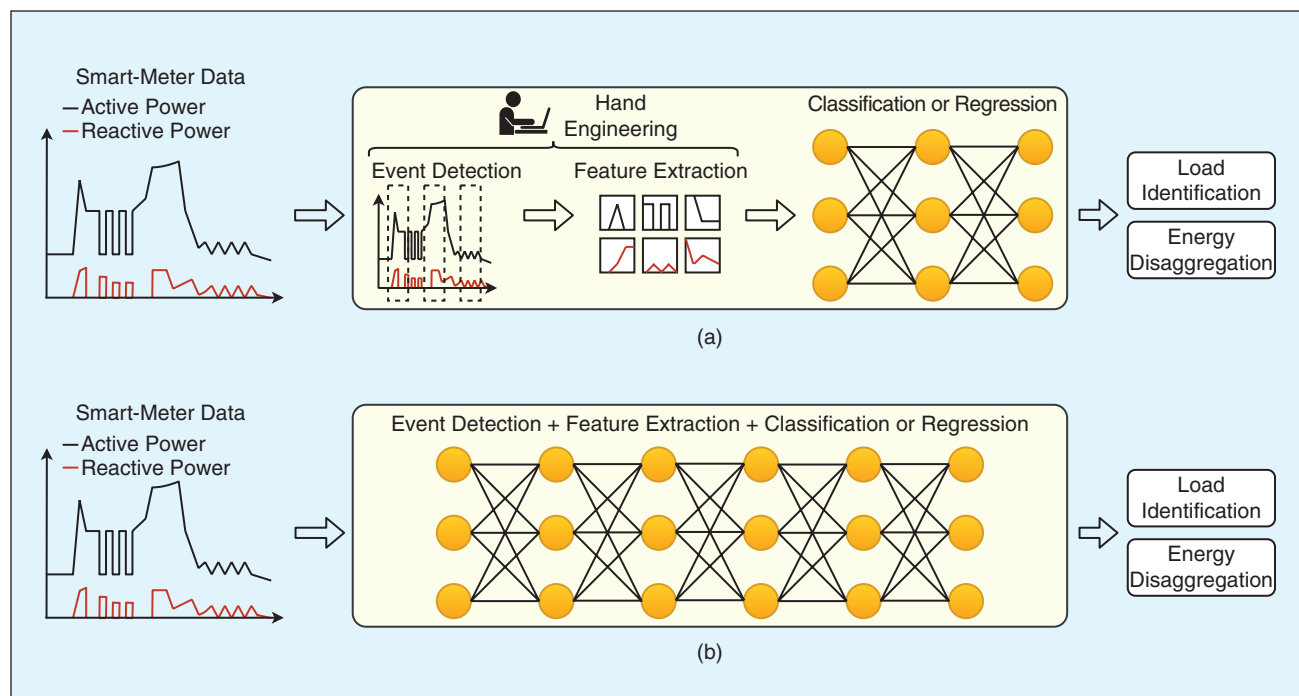 Smart-Meter Data
Active Power
Reactive Power
Hand
Engineering
Event Detection
Feature Extraction
Classification or Regression
Load
Identification
Energy
Disaggregation
(a)
Smart-Meter Data
Active Power
Reactive Power
Event Detection + Feature Extraction + Classification or Regression
Load
Identification
Energy
Disaggregation
(b)